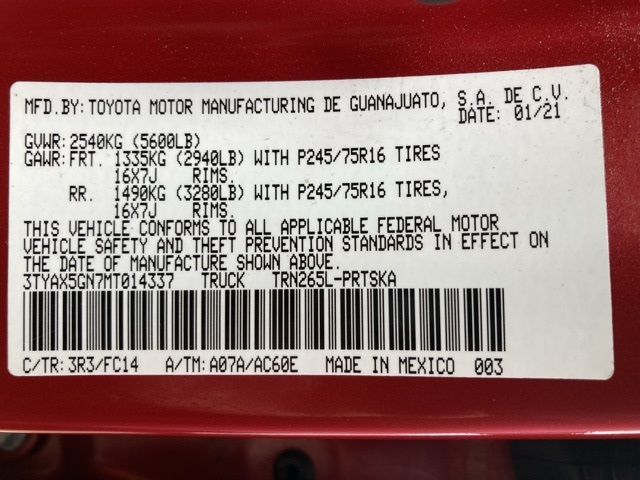 MFD.BY:TOYOTA MOTOR MANUFACTURING DE GUANAJUATO, S.A. DE C.V.
DATE: 01/21
GVWR:2540KG (5600LB)
GAWR:FRT. 1335KG (2940LB) WITH P245/75R16 TIRES
16X7J RIMS.
RR. 1490KG (3280LB) WITH P245/75R16 TIRES,
16X7J RIMS.
THIS VEHICLE CONFORMS TO ALL APPLICABLE FEDERAL MOTOR
VEHICLE SAFETY AND THEFT PREVENTION STANDARDS IN EFFECT ON
THE DATE OF MANUFACTURE SHOWN ABOVE.
3TYAX5GN7MT014337 TRUCK TRN265L-PRTSKA
C/TR:3R3/FC14 A/TM:A07A/AC60E MADE IN MEXICO 003